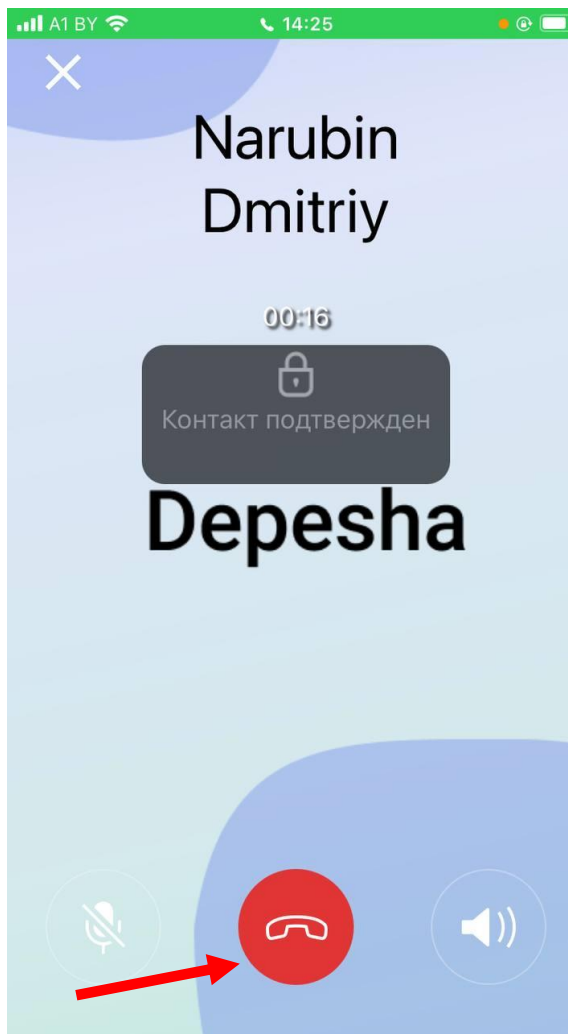 A1 BY 14:25
Narubin
Dmitriy
00:16
Контакт подтвержден
Depesha